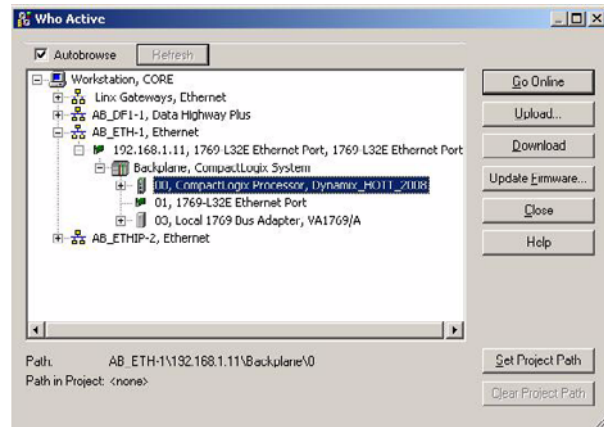 Who Active
Autobrowse
Refresh
Workstation, CORE
Linx Gateways, Ethernet
AB_DF1-1, Data Highway Plus
AB_ETH-1, Ethernet
192.168.1.11, 1769-L32E Ethernet Port, 1769-L32E Ethernet Port
Backplane, CompactLogix System
00, CompactLogix Processor, Dynamix_HOTT_2008
01, 1769-L32E Ethernet Port
03, Local 1769 Bus Adapter, VA1769/A
AB_ETHIP-2, Ethernet
Go Online
Upload...
Download
Update Firmware...
Close
Help
Path: AB_ETH-1\192.168.1.11\Backplane\0
Path in Project: <none>
Set Project Path
Clear Project Path